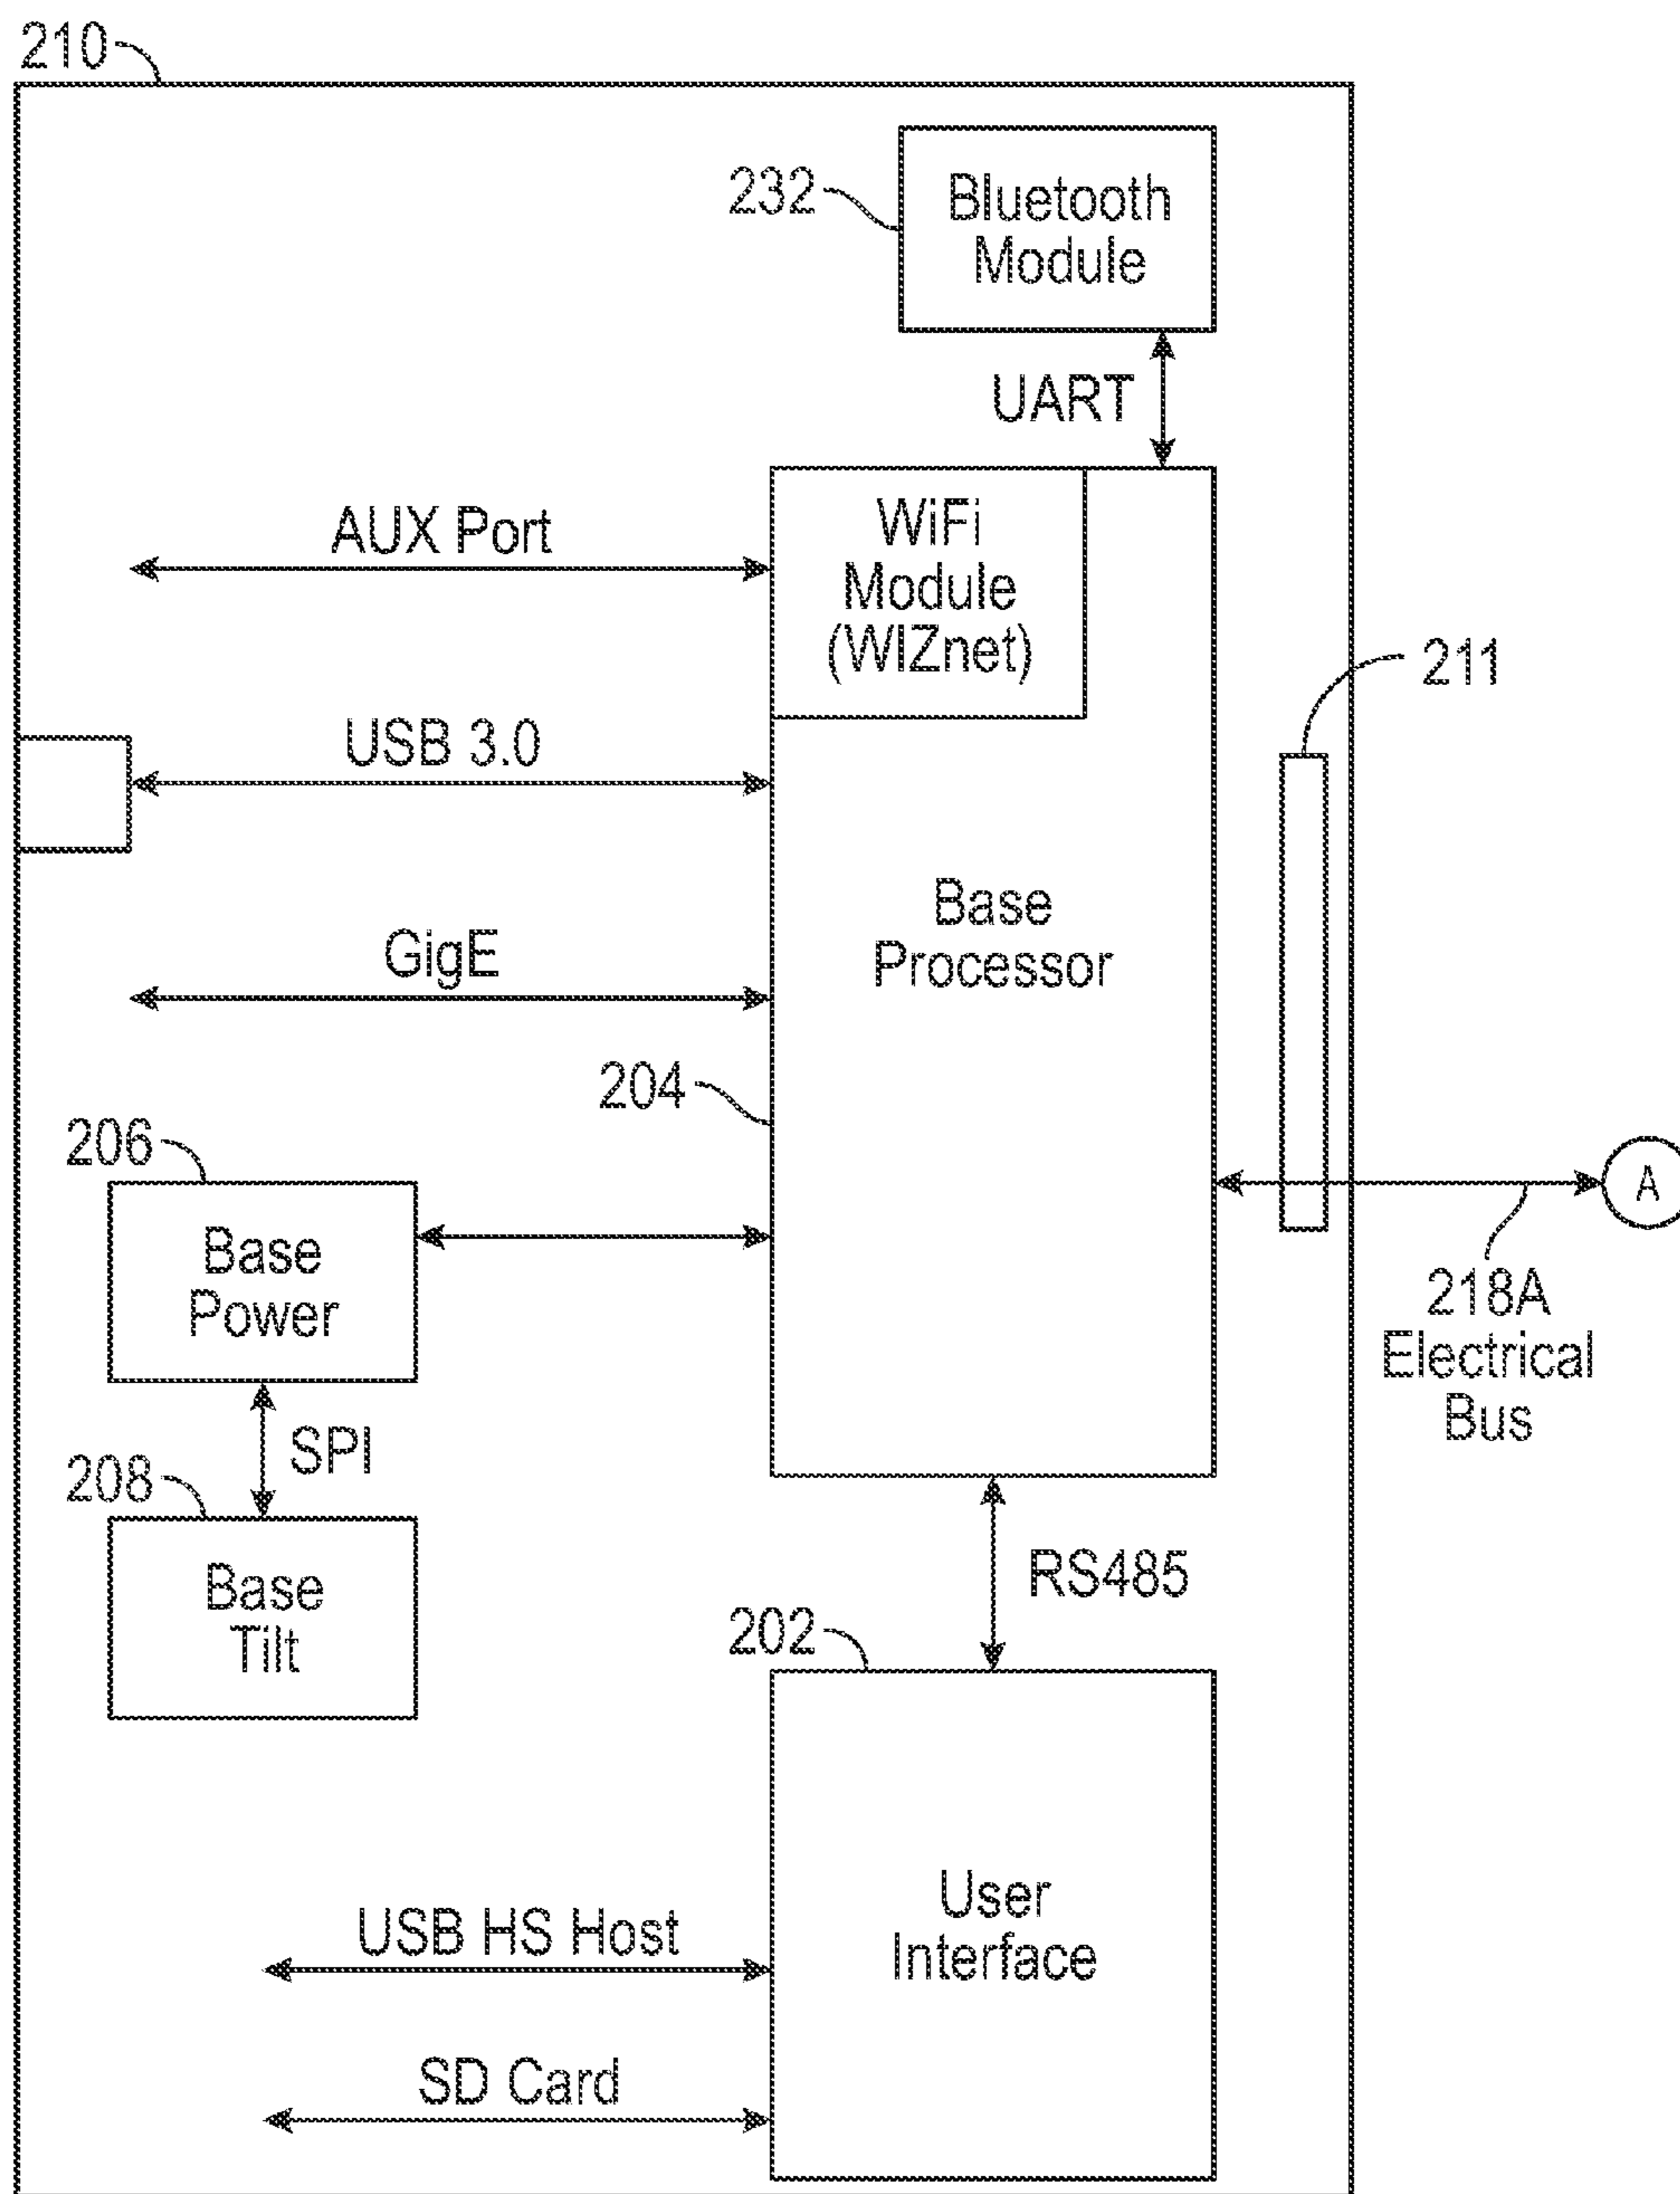 210
232
Bluetooth
Module
UART
AUX Port
WiFi
Module
(WIZnet)
211
USB 3.0
Base
Processor
GigE
204
206
Base
Power
A
218A
Electrical
Bus
SPI
208
Base
Tilt
RS485
202
User
Interface
USB HS Host
SD Card